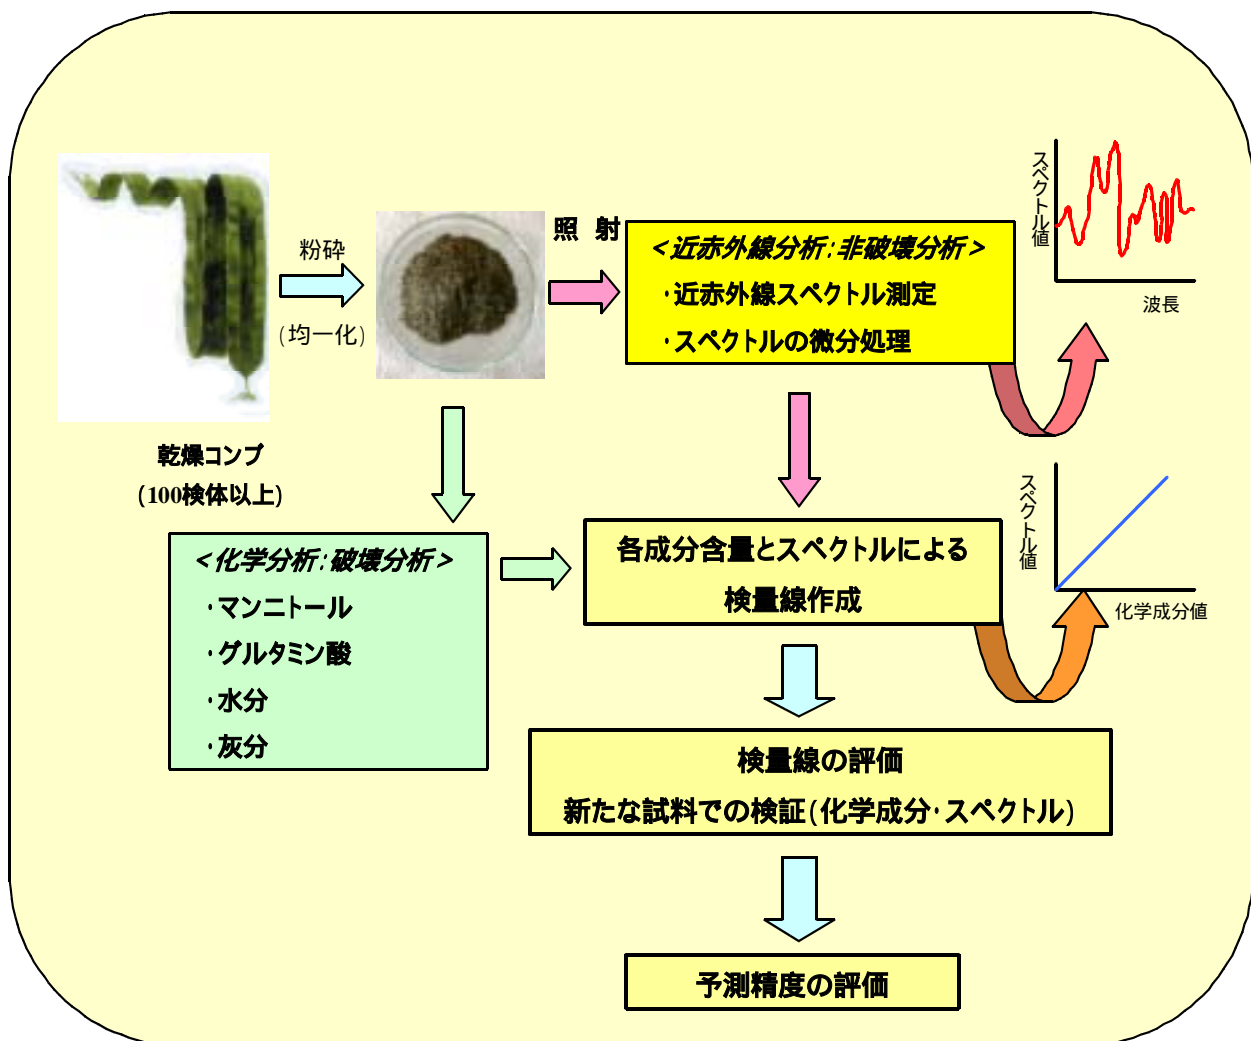 乾燥コンブ
(100検体以上)
粉砕
(均一化)
照 射
<近赤外線分析:非破壊分析>
・近赤外線スペクトル測定
・スペクトルの微分処理
スペクトル値
波長
<化学分析:破壊分析>
・マンニトール
・グルタミン酸
・水分
・灰分
各成分含量とスペクトルによる
検量線作成
スペクトル値
化学成分値
検量線の評価
新たな試料での検証(化学成分・スペクトル)
予測精度の評価